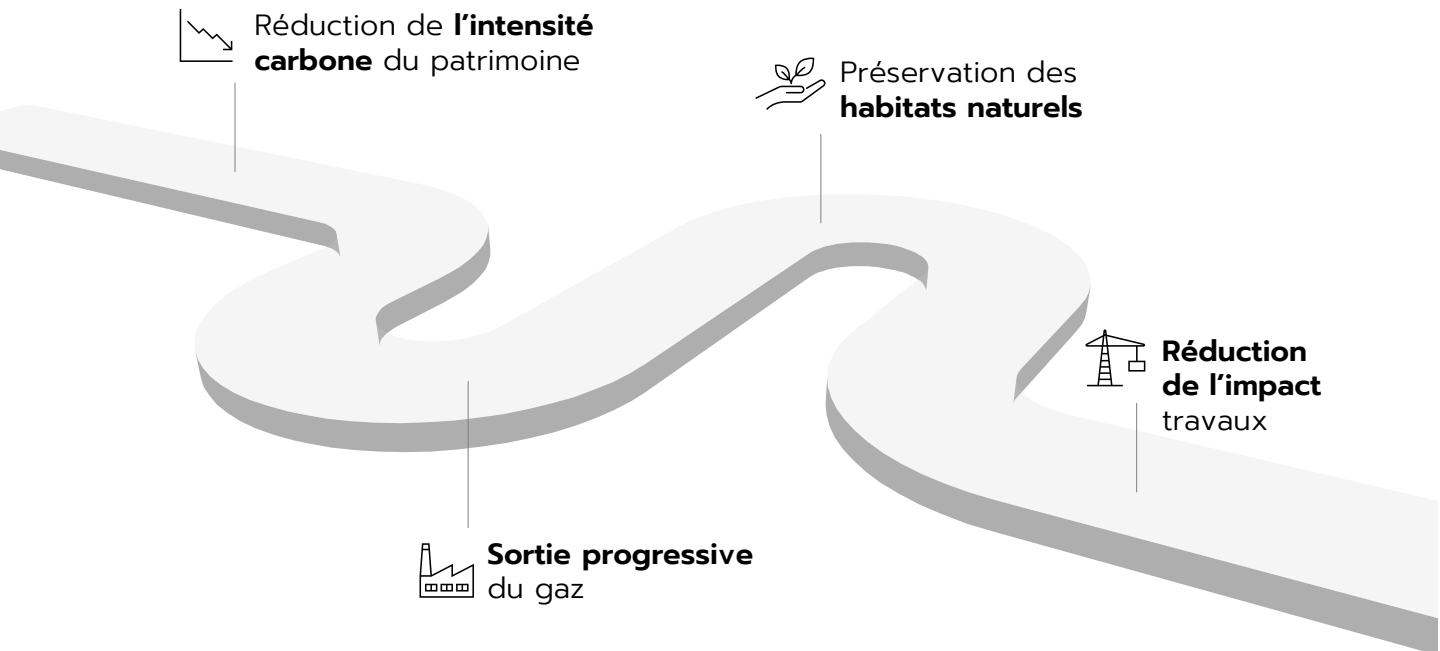 Réduction de l’intensité
carbone du patrimoine
Préservation des
habitats naturels
Réduction
de l’impact
travaux
Sortie progressive
du gaz